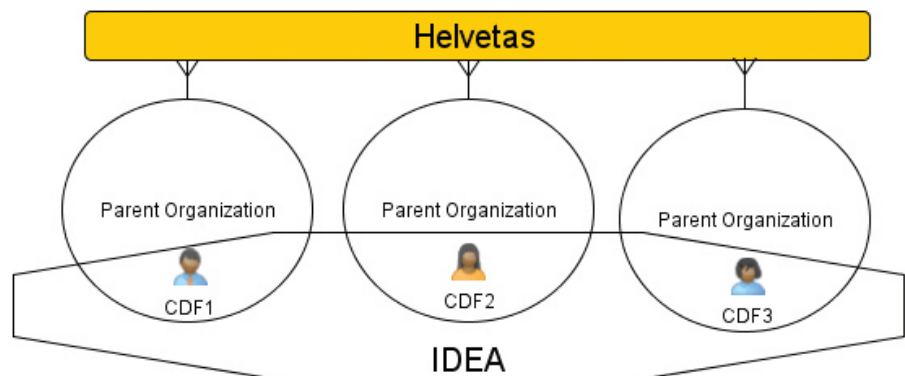 Helvetas
Parent Organization
Parent Organization
Parent Organization
CDF1
CDF2
CDF3
IDEA